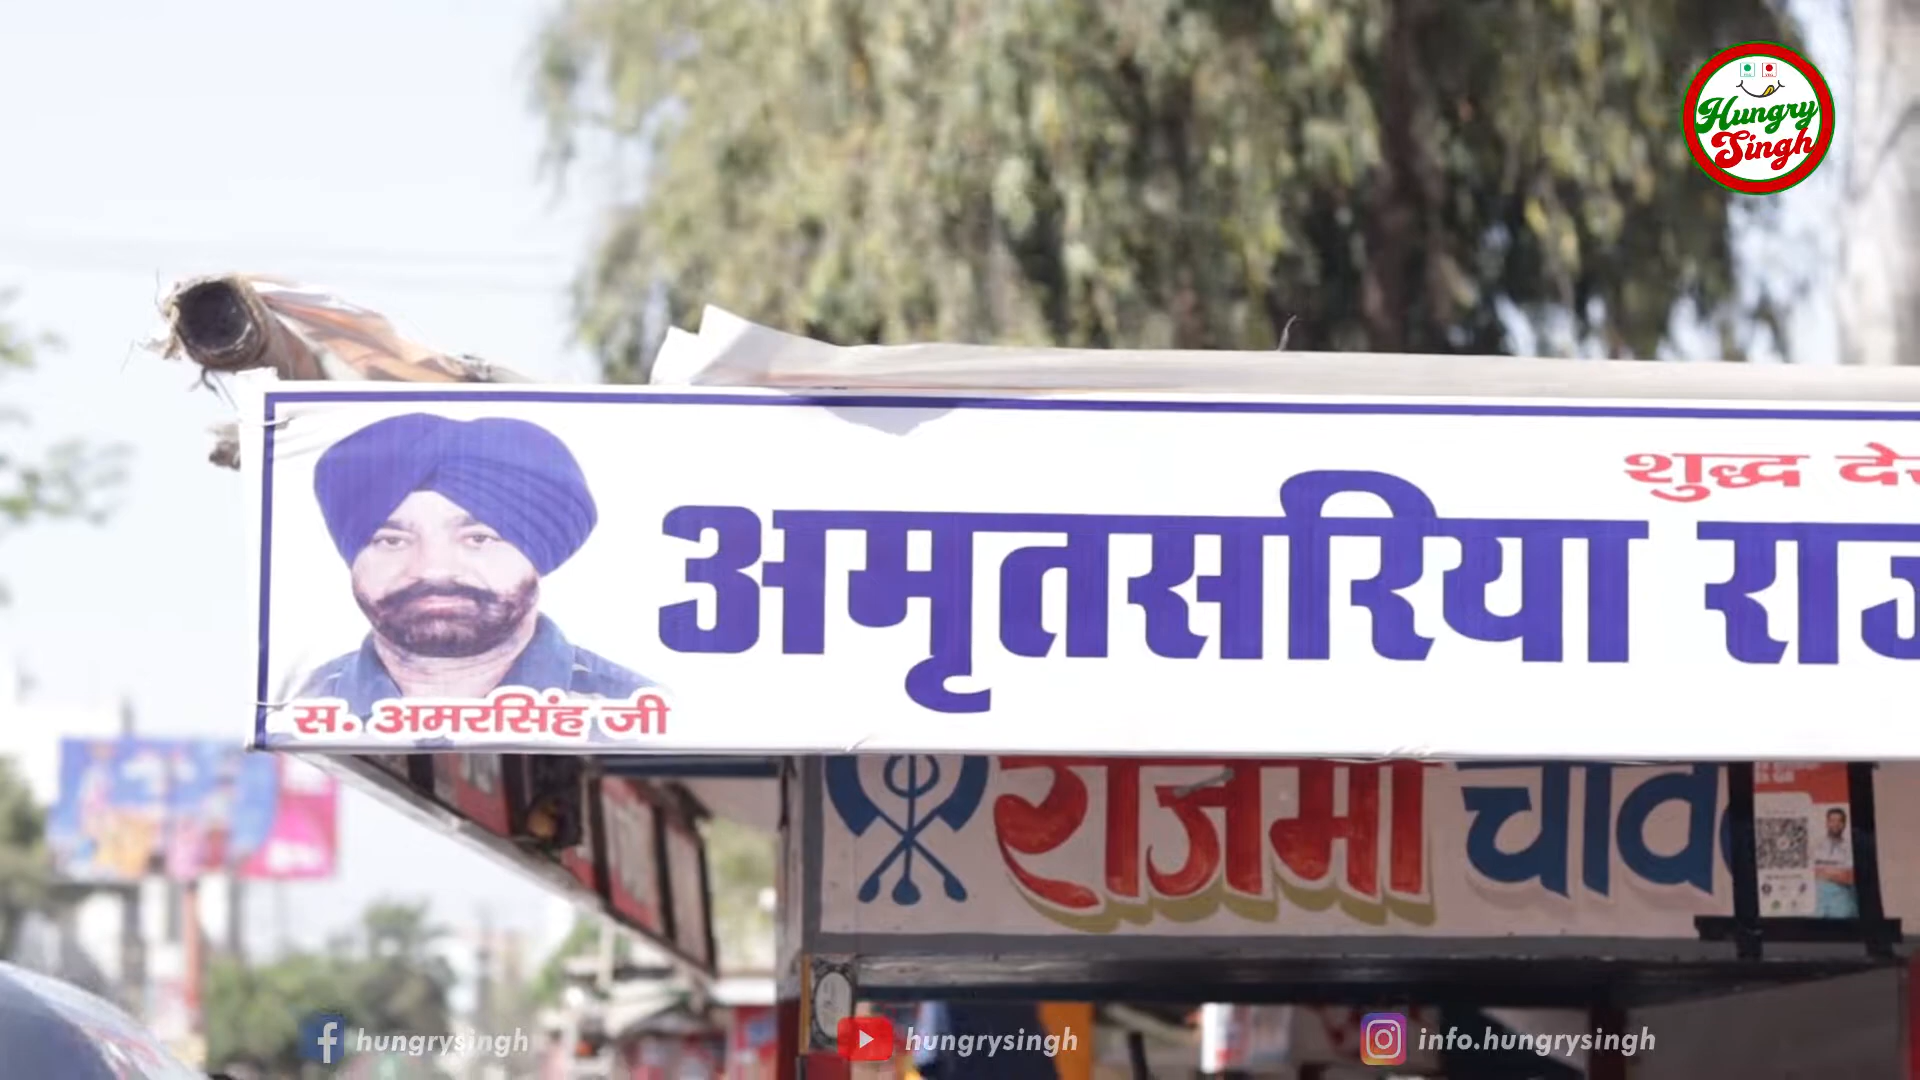 Hungry
Singh
शुद्ध
अमृतसरिया
स. अमरसिंह जी
राजमा
hungrysingh
hungrysingh
info.hungrysingh